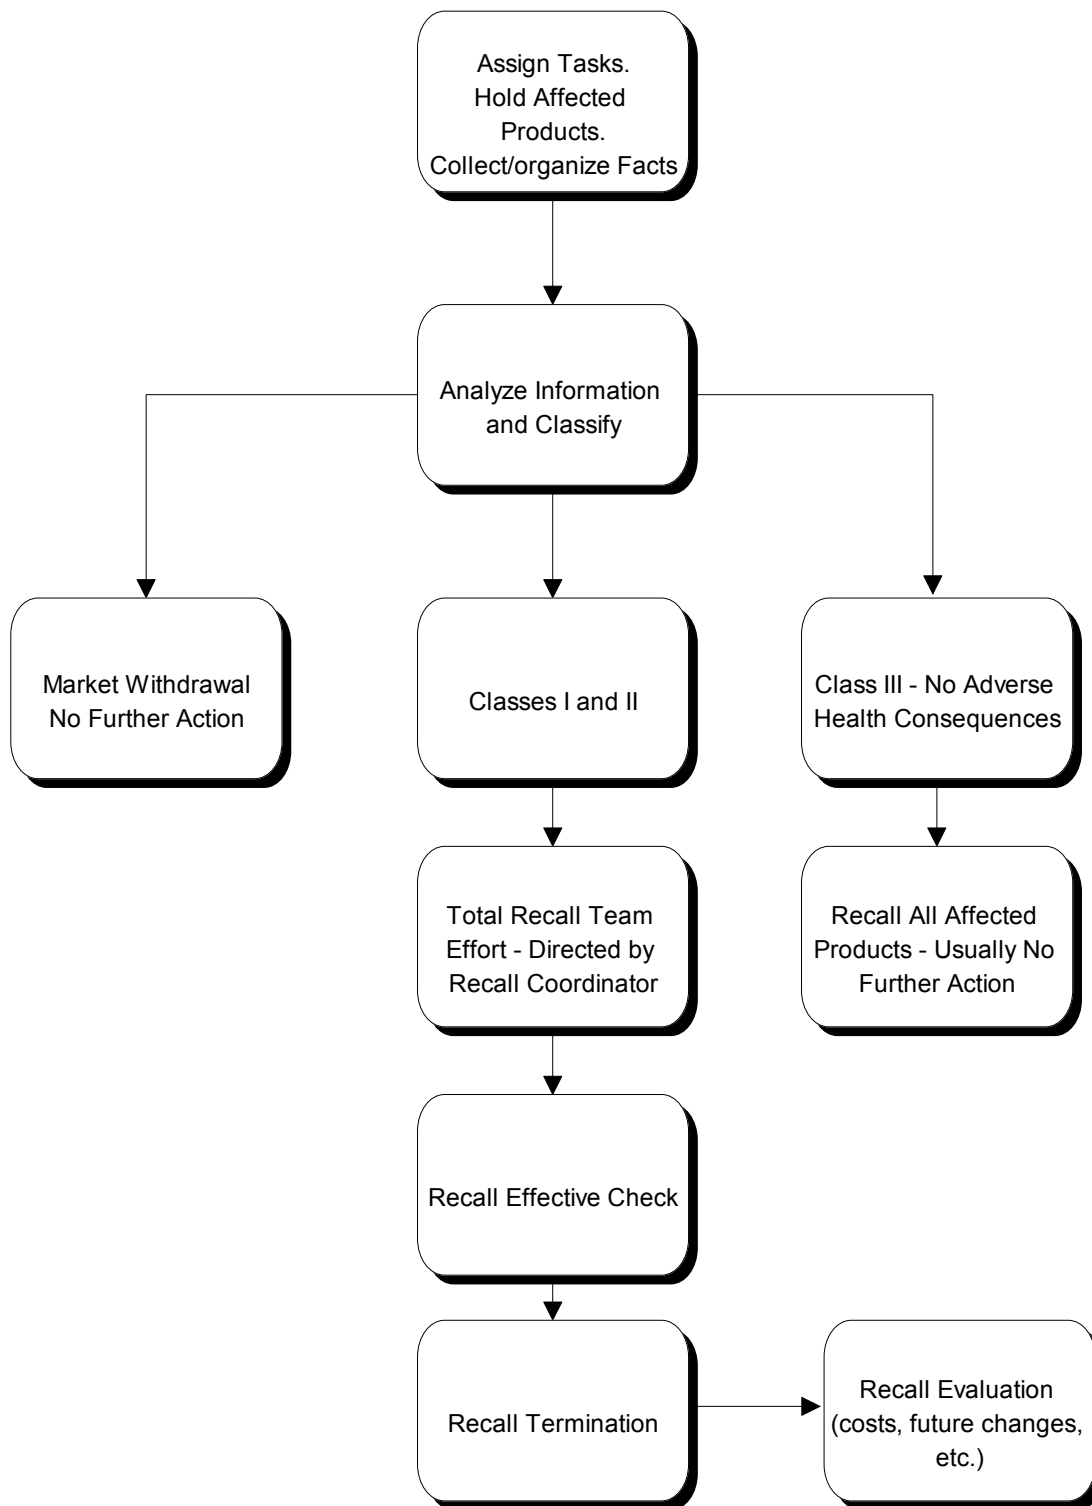 Assign Tasks.
Hold Affected
Products.
Collect/organize Facts
Analyze Information
and Classify
Market Withdrawal
No Further Action
Classes I and II
Class III - No Adverse
Health Consequences
Total Recall Team
Effort - Directed by
Recall Coordinator
Recall All Affected
Products - Usually No
Further Action
Recall Effective Check
Recall Termination
Recall Evaluation
(costs, future changes,
etc.)